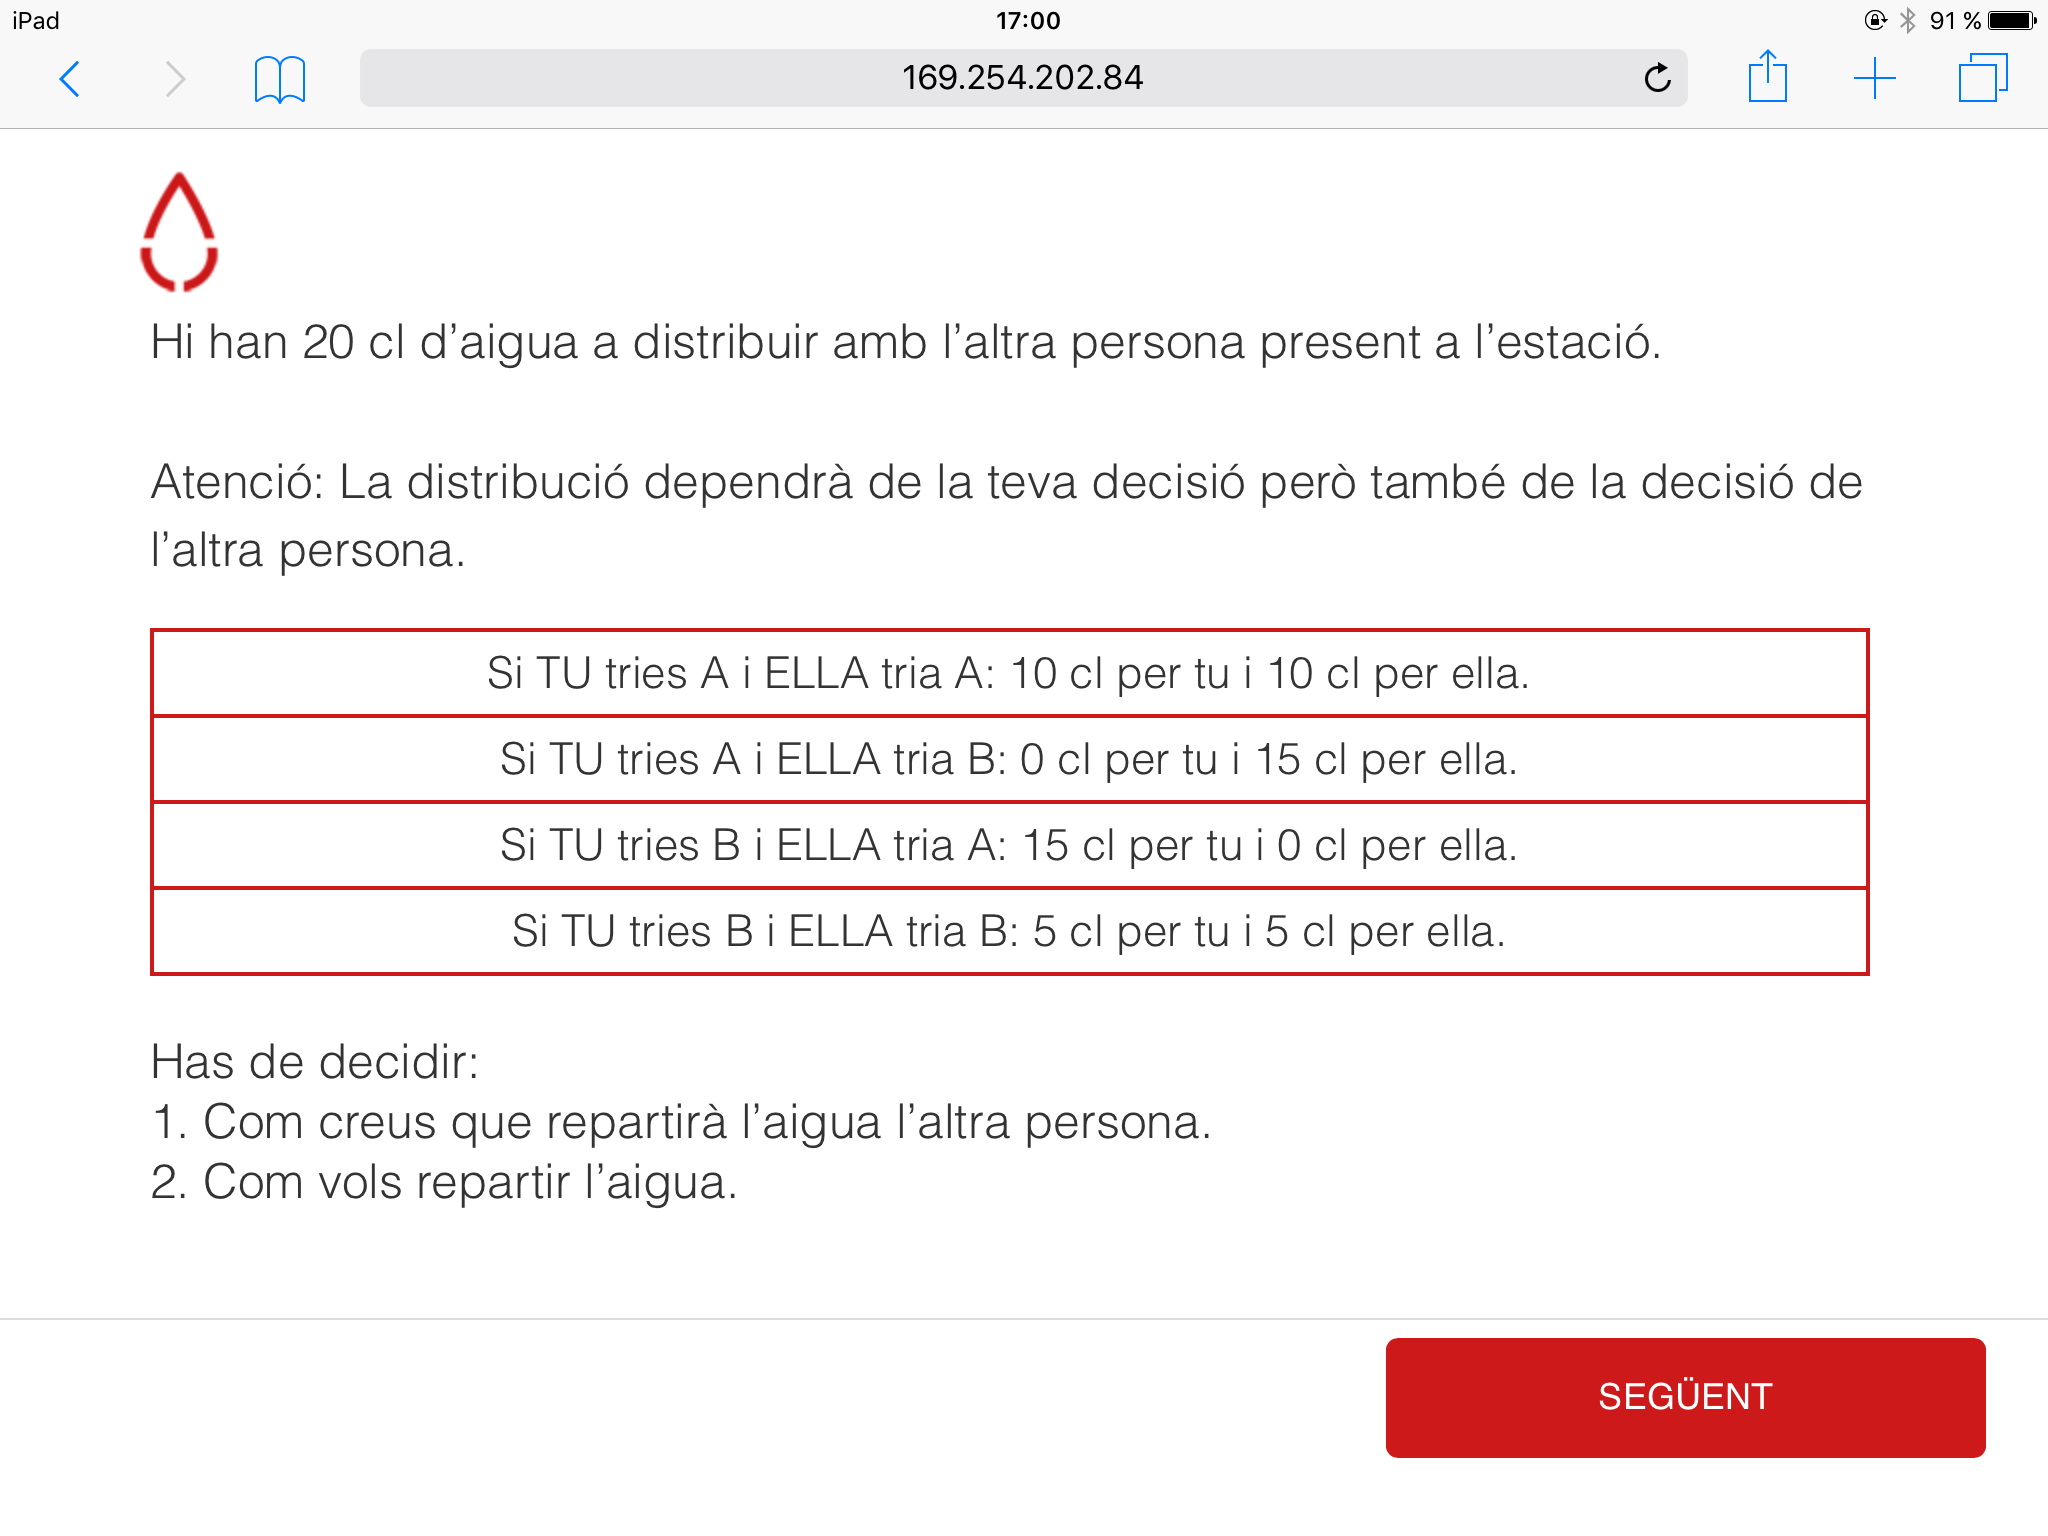 iPad
17:00
91 %
169.254.202.84
Hi han 20 cl d’aigua a distribuir amb l’altra persona present a l’estació.
Atenció: La distribució dependrà de la teva decisió però també de la decisió de
l’altra persona.
Si TU tries A i ELLA tria A: 10 cl per tu i 10 cl per ella.
Si TU tries A i ELLA tria B: 0 cl per tu i 15 cl per ella.
Si TU tries B i ELLA tria A: 15 cl per tu i 0 cl per ella.
Si TU tries B i ELLA tria B: 5 cl per tu i 5 cl per ella.
Has de decidir:
1. Com creus que repartirà l’aigua l’altra persona.
2. Com vols repartir l’aigua.
SEGÜENT